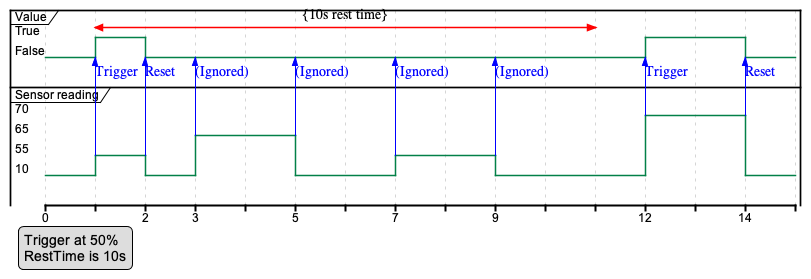 Value
{10s rest time}
True
False
Trigger Reset (Ignored) (Ignored) (Ignored) (Ignored) Trigger Reset
Sensor reading
70
65
55
10
0 2 3 5 7 9 12 14
Trigger at 50%
RestTime is 10s